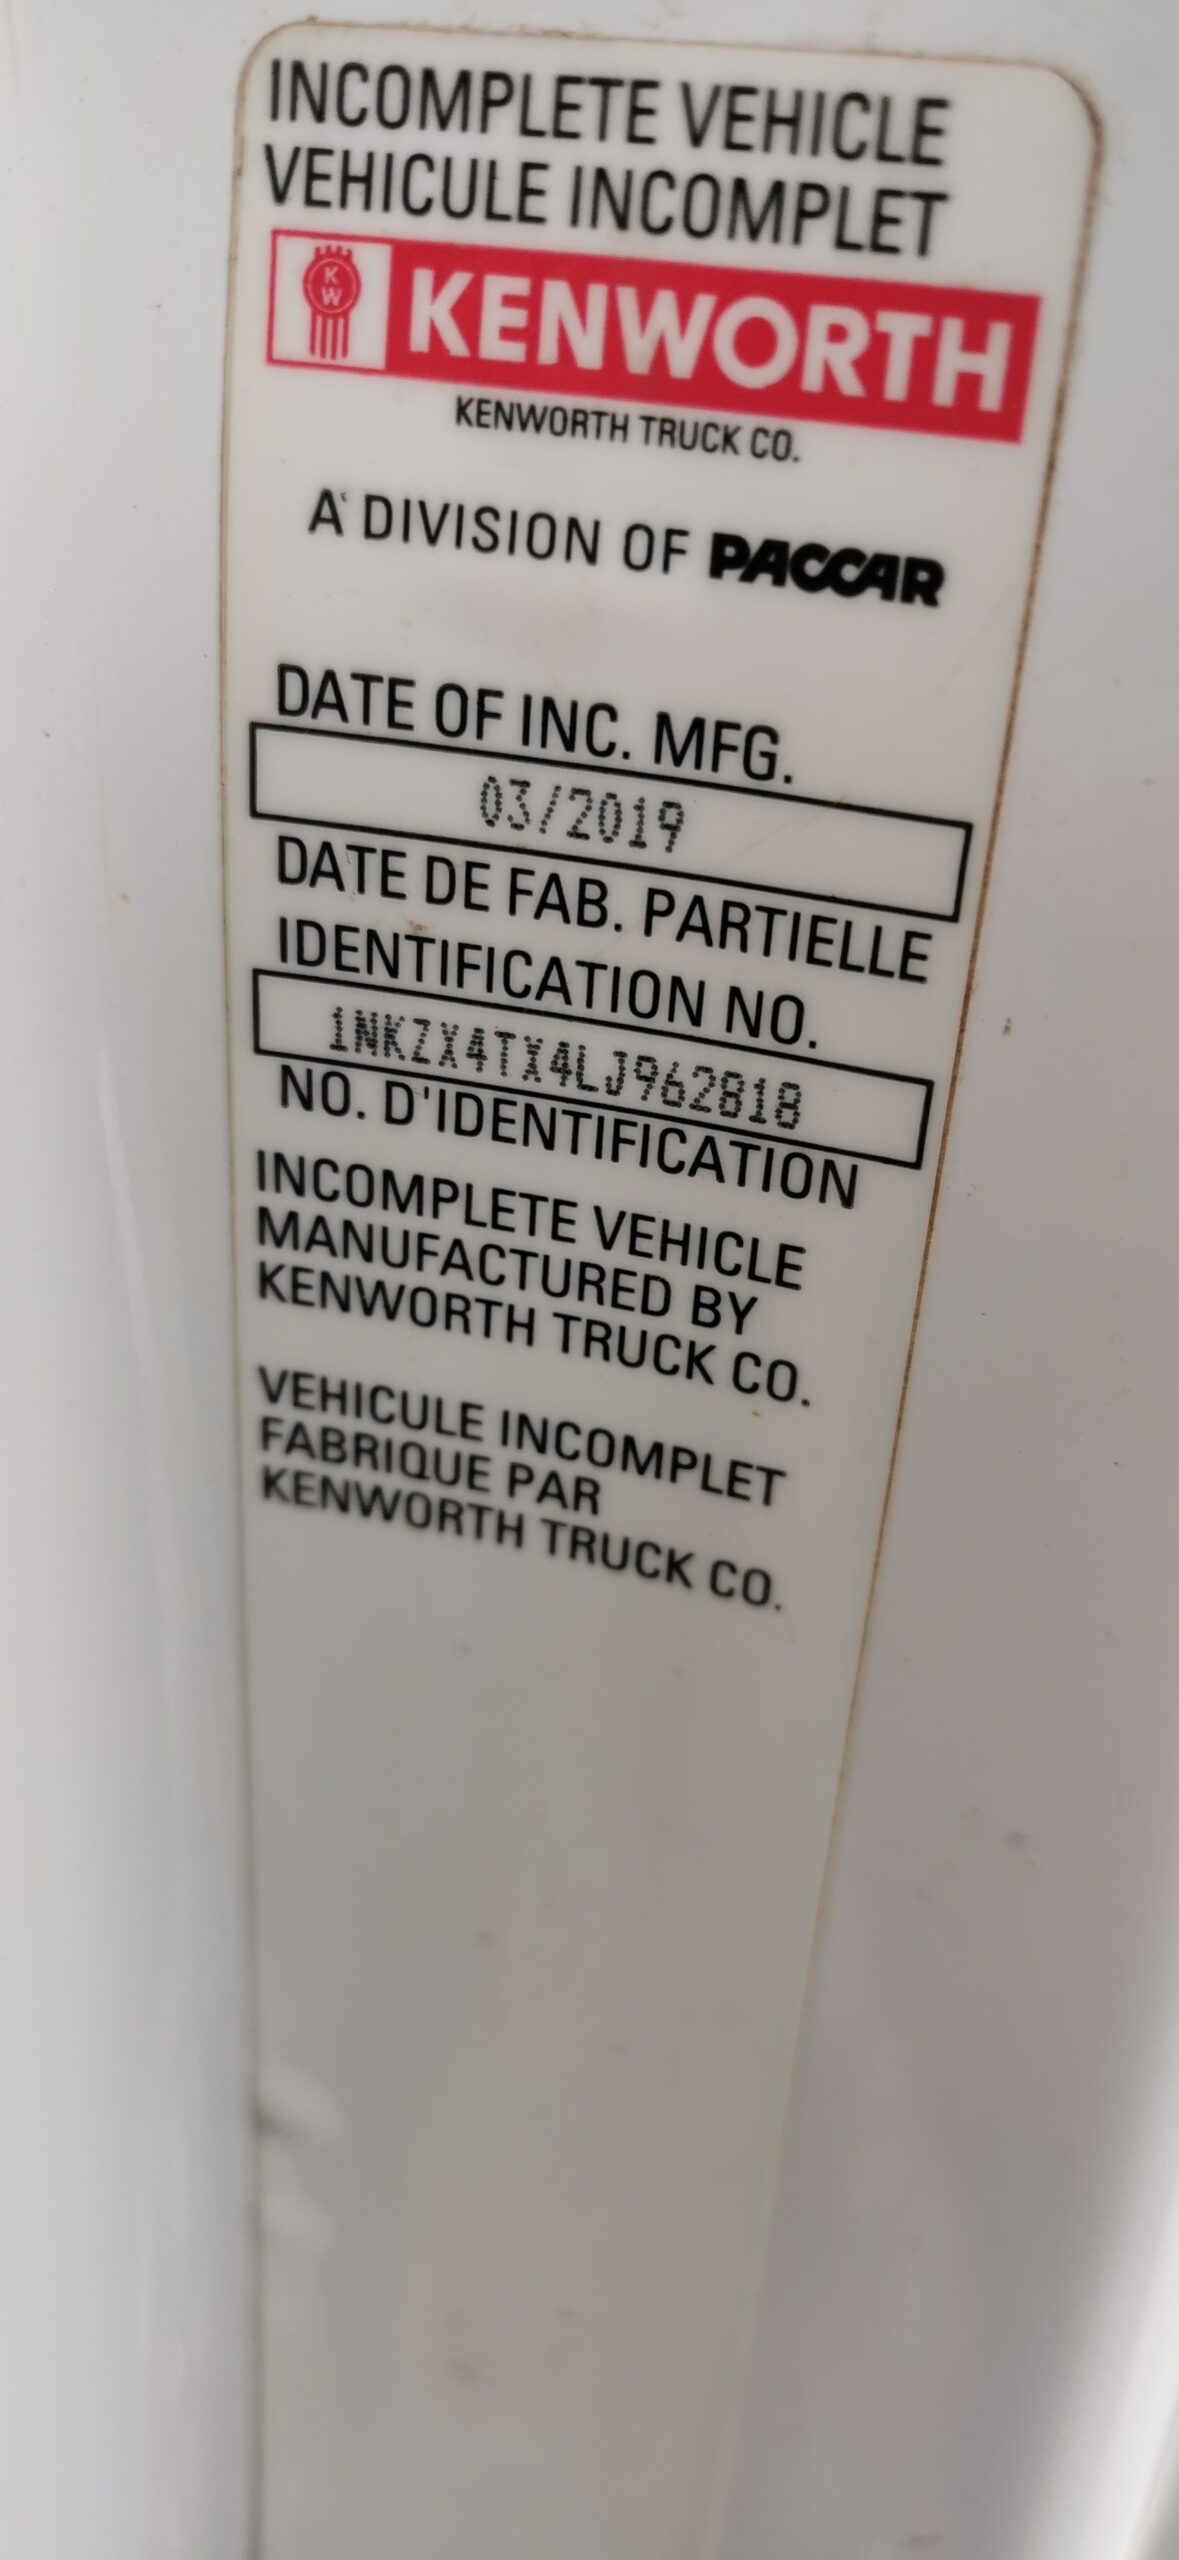 INCOMPLETE VEHICLE
VEHICULE INCOMPLET
KW KENWORTH
KENWORTH TRUCK CO.
A DIVISION OF PACCAR
DATE OF INC. MFG.
03/2019
DATE DE FAB. PARTIELLE
IDENTIFICATION NO.
1NKZX4TX4LJ962818
NO. D'IDENTIFICATION
INCOMPLETE VEHICLE
MANUFACTURED BY
KENWORTH TRUCK CO.
VEHICULE INCOMPLET
FABRIQUE PAR
KENWORTH TRUCK CO.